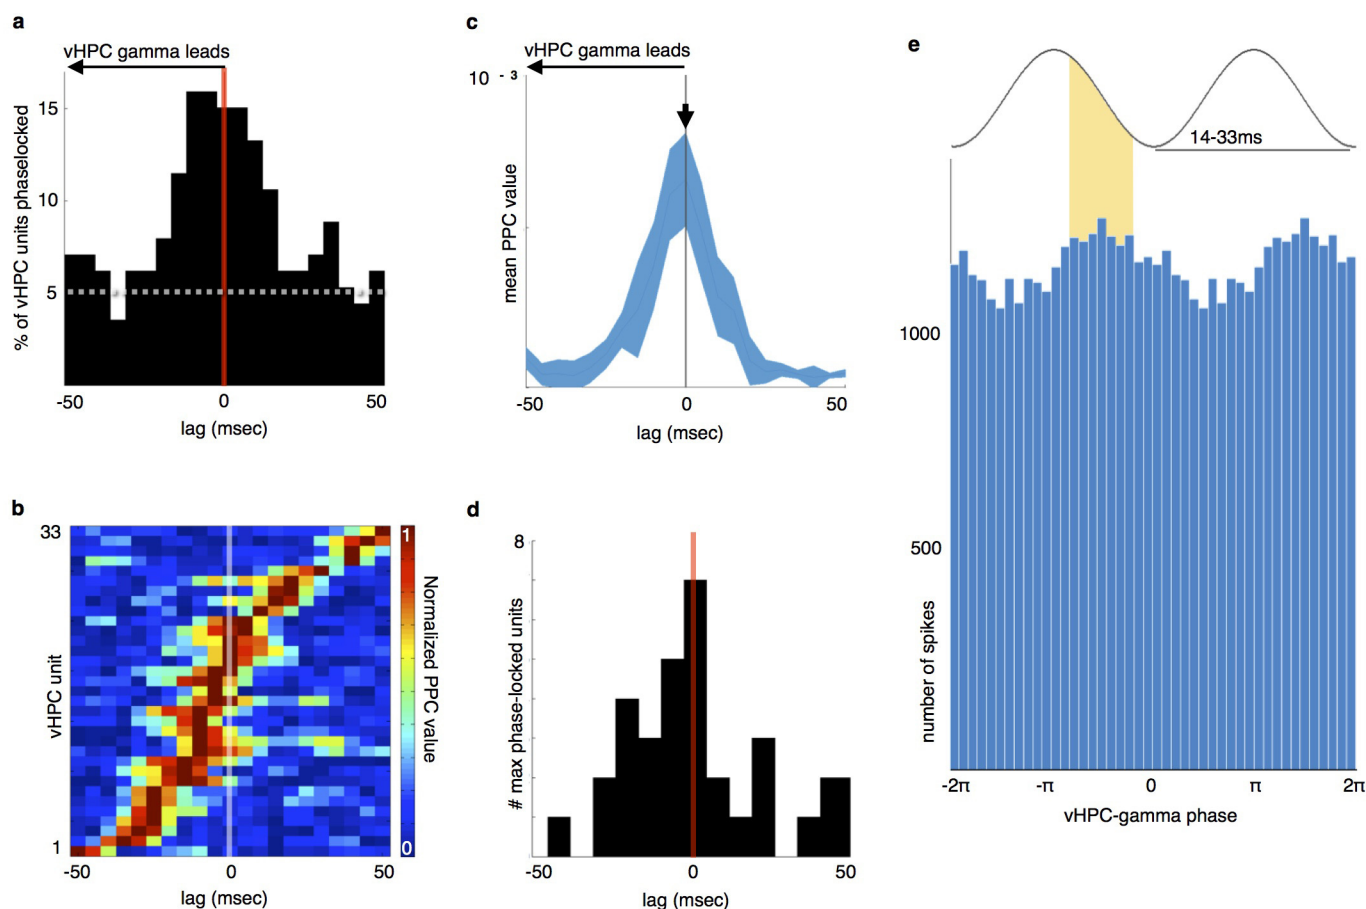 a
vHPC gamma leads
15
10
5
% of vHPC units phaselocked
-50
0
50
lag (msec)
b
33
1
vHPC unit
1
0
Normalized PPC value
-50
0
50
lag (msec)
c
vHPC gamma leads
10 - 3
mean PPC value
-50
0
50
lag (msec)
d
8
# max phase-locked units
-50
0
50
lag (msec)
e
14-33ms
1000
500
number of spikes
-2π
-π
0
π
2π
vHPC-gamma phase